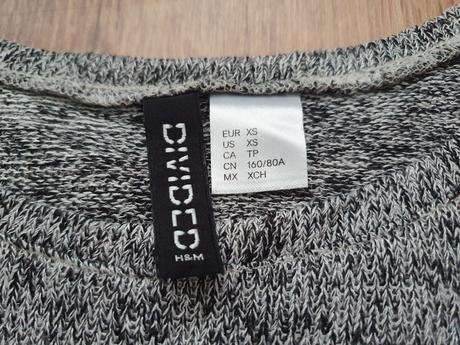 DIVIDED
H&M
EUR XS
US XS
CA TP
CN 160/80A
MX XCH